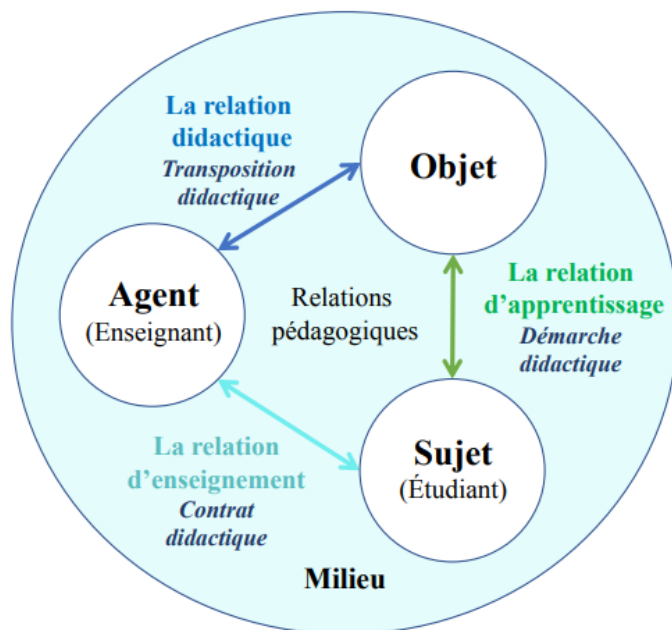 La relation
didactique
Transposition
didactique
Objet
Agent
(Enseignant)
Relations
pédagogiques
La relation
d’apprentissage
Démarche
didactique
La relation
d’enseignement
Contrat
didactique
Sujet
(Étudiant)
Milieu